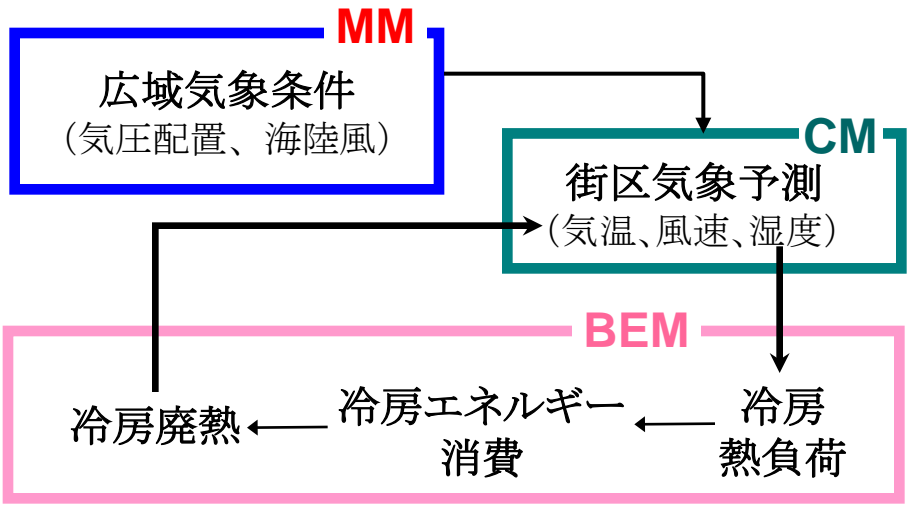 MM
広域気象条件
（気圧配置、海陸風）
CM
街区気象予測
（気温、風速、湿度）
BEM
冷房廃熱
冷房エネルギー
消費
冷房
熱負荷